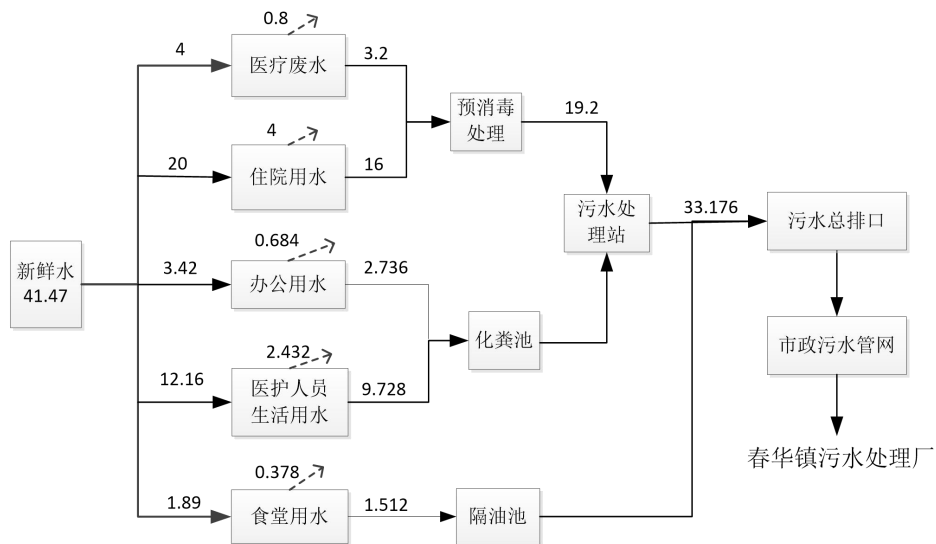 0.8
4
医疗废水
3.2
预消毒
处理
19.2
4
20
住院用水
16
污水处
理站
33.176
污水总排口
新鲜水
41.47
0.684
3.42
办公用水
2.736
化粪池
市政污水管网
2.432
12.16
医护人员
生活用水
9.728
春华镇污水处理厂
0.378
1.89
食堂用水
1.512
隔油池